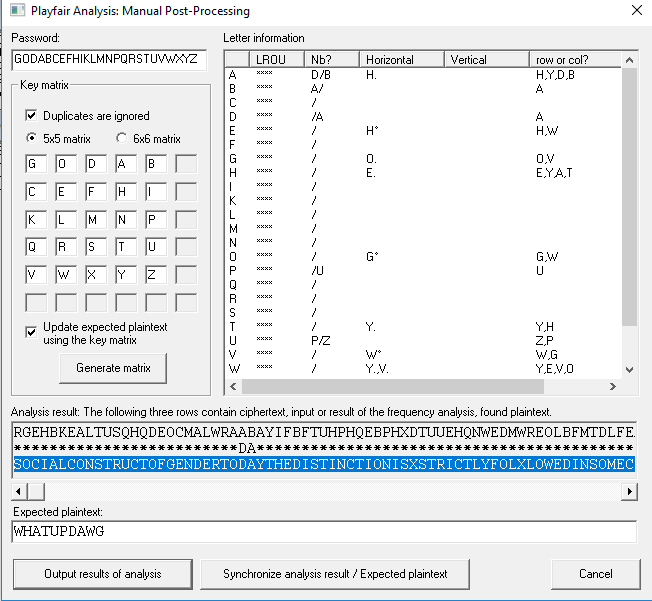 Playfair Analysis: Manual Post-Processing
Password:
GODABCEFHIKLMNPQRSTUVWXYZ
Key matrix
Duplicates are ignored
5x5 matrix 6x6 matrix
G O D A B
C E F H I
K L M N P
Q R S T U
V W X Y Z
Update expected plaintext
using the key matrix
Generate matrix
Letter information
LROU Nb? Horizontal Vertical row or col?
A **** D/B H. H,Y,D,B
B **** A/ A
C **** /
D **** /A A
E **** / H* H,W
F **** /
G **** / O. O,V
H **** / E. E,Y,A,T
I **** /
K **** /
L **** /
M **** /
N **** /
O **** / G* G,W
P **** /U U
Q **** /
R **** /
S **** /
T **** / Y. Y,H
U **** P/Z Z,P
V **** / W* W,G
W **** / Y.,V. Y,E,V,O
Analysis result: The following three rows contain ciphertext, input or result of the frequency analysis, found plaintext.
RGEHBKEALTUSQHQDEOCMALWRAABAYIFBFTUHPHQEBPHXDTUUEHQNWEDMWREOLBFMTDLFE
************************DA*******************************************
SOCIALCONSTRUCTOFGENDERTODAYTHEDISTINCTIONISXSTRICTLYFOLXLOWEDINSOMEC
Expected plaintext:
WHATUPDAWG
Output results of analysis
Synchronize analysis result / Expected plaintext
Cancel